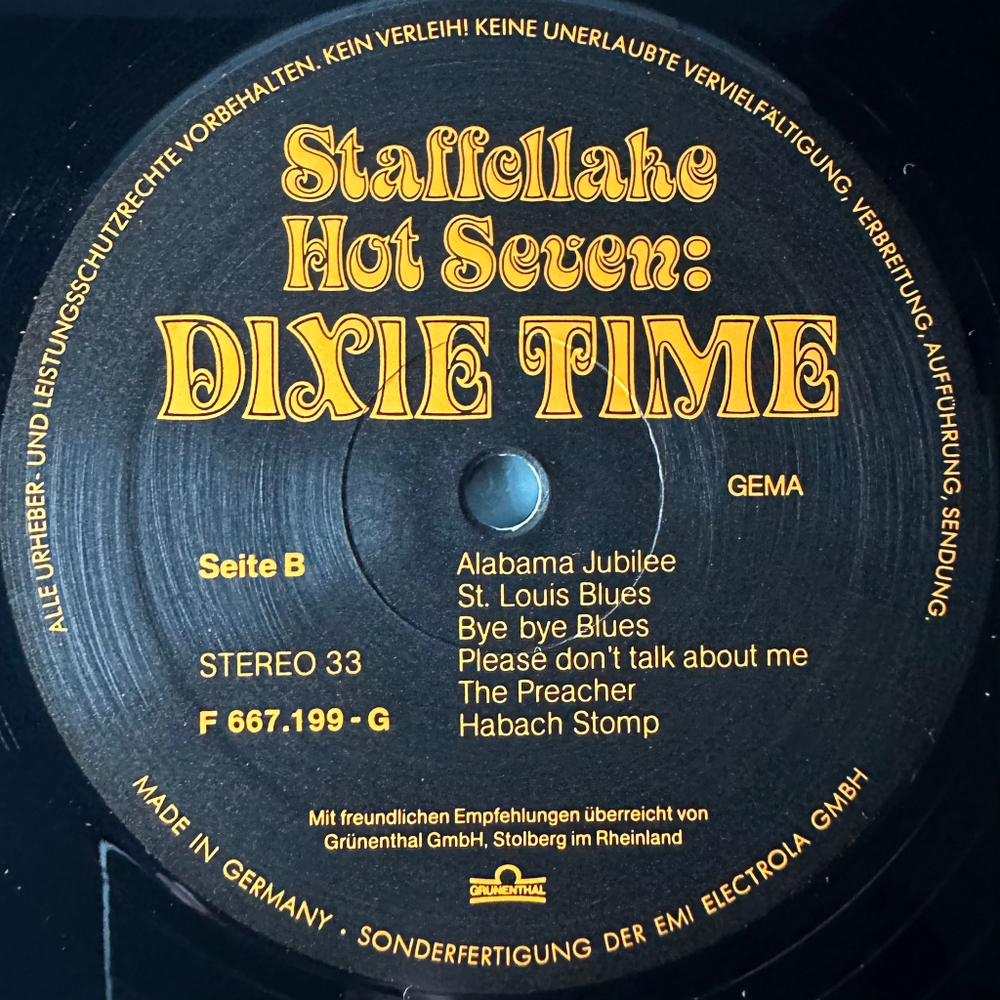 ALLE URHEBER- UND LEISTUNGSSCHUTZRECHTE VORBEHALTEN. KEIN VERLEIH! KEINE UNERLAUBTE VERVIELFÄLTIGUNG, VERBREITUNG, AUFFÜHRUNG, SENDUNG.
Staffellake
Hot Seven:
DIXIE TIME
GEMA
Seite B
STEREO 33
F 667.199-G
Alabama Jubilee
St. Louis Blues
Bye bye Blues
Please don't talk about me
The Preacher
Habach Stomp
Mit freundlichen Empfehlungen überreicht von
Grünenthal GmbH, Stolberg im Rheinland
GRÜNENTHAL
MADE IN GERMANY · SONDERFERTIGUNG DER EMI ELECTROLA GMBH